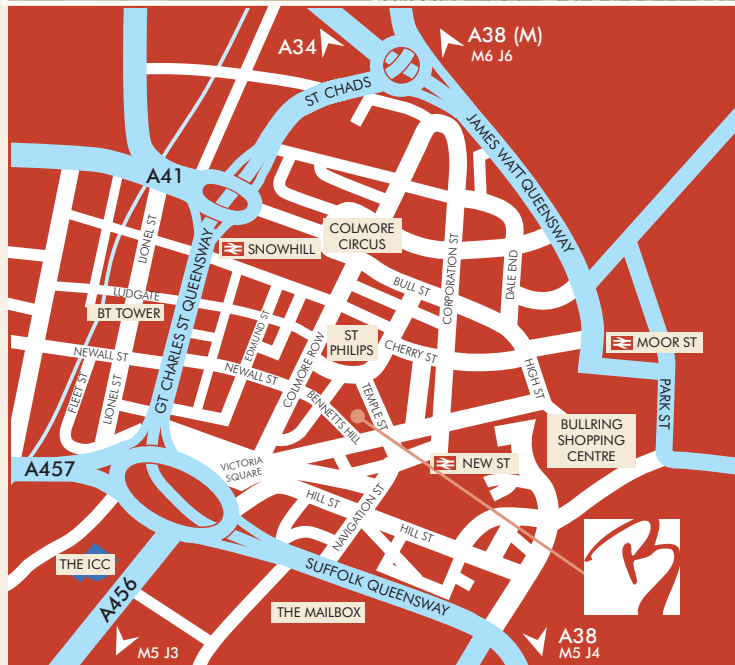 A34
A38 (M)
M6 J6
ST CHADS
JAMES WATT QUEENSWAY
A41
LIONEL ST
COLMORE
CIRCUS
SNOWHILL
GT CHARLES ST QUEENSWAY
CORPORATION ST
DALE END
BULL ST
LUDGATE
BT TOWER
EDMUND ST
ST
PHILIPS
CHERRY ST
MOOR ST
NEWALL ST
NEWALL ST
COLMORE ROW
HIGH ST
FLEET ST
LIONEL ST
BENNETTS HILL
TEMPLE ST
PARK ST
BULLRING
SHOPPING
CENTRE
VICTORIA
SQUARE
A457
NEW ST
HILL ST
NAVIGATION ST
HILL ST
THE ICC
A456
SUFFOLK QUEENSWAY
THE MAILBOX
M5 J3
A38
M5 J4
B